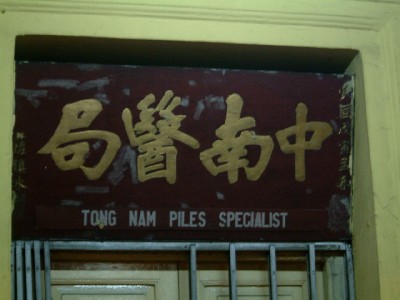 中南醫局
TONG NAM PILES SPECIALIST